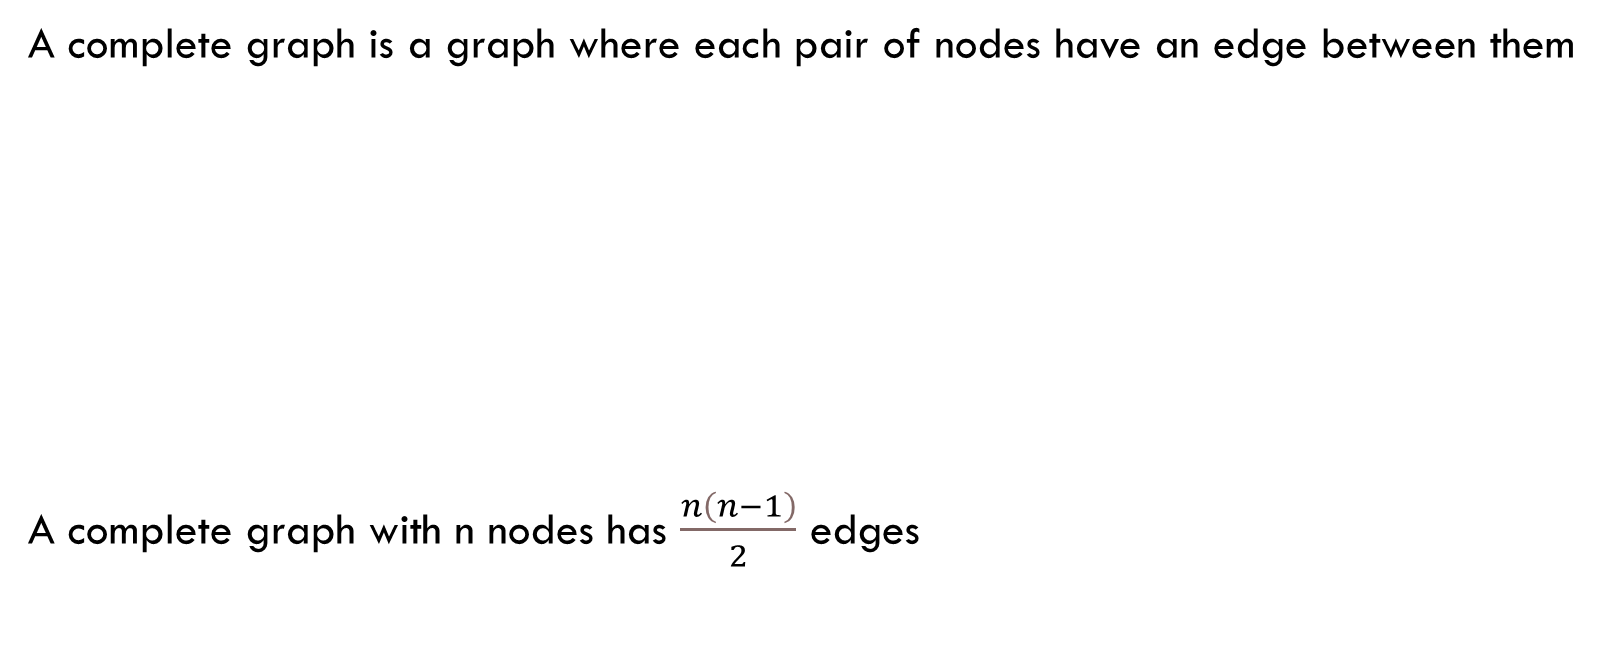 A complete graph is a graph where each pair of nodes have an edge between them
A complete graph with n nodes has \frac{n(n-1)}{2} edges